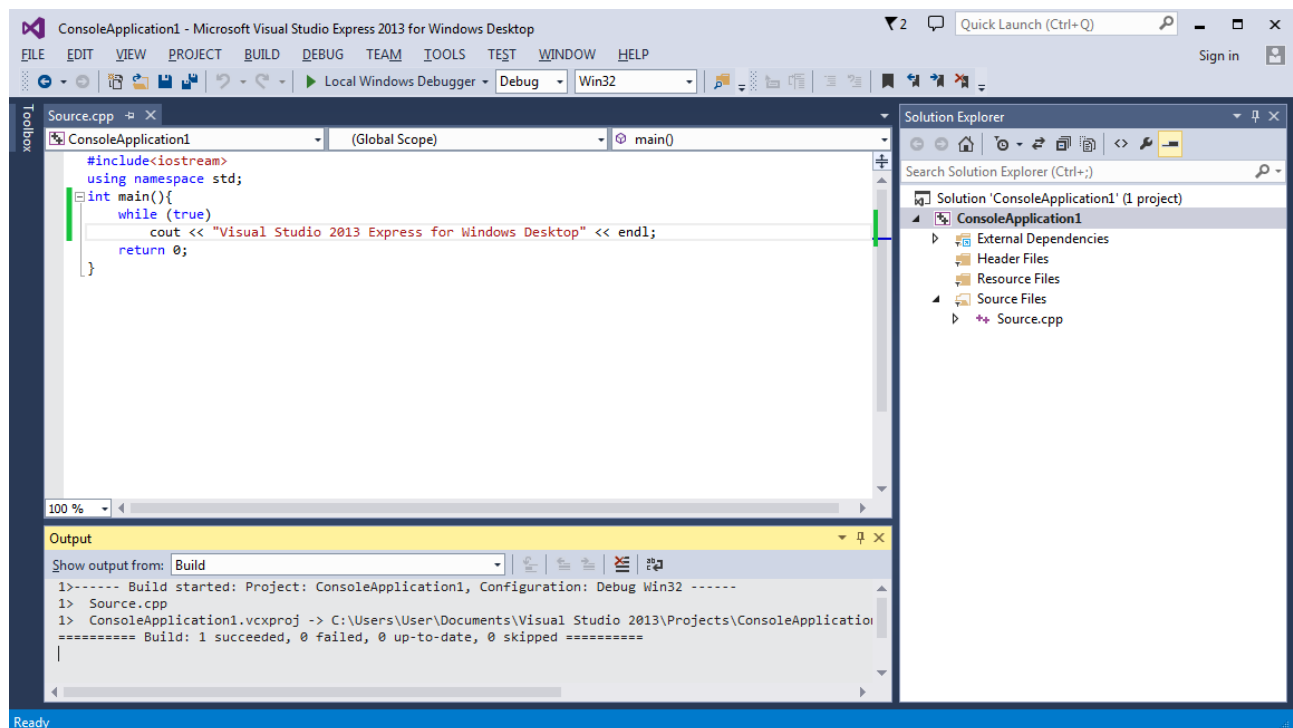 ConsoleApplication1 - Microsoft Visual Studio Express 2013 for Windows Desktop
2
Quick Launch (Ctrl+Q)
FILE EDIT VIEW PROJECT BUILD DEBUG TEAM TOOLS TEST WINDOW HELP
Sign in
Local Windows Debugger Debug Win32
Toolbox
Source.cpp
ConsoleApplication1 (Global Scope) main()
#include<iostream>
using namespace std;
int main(){
while (true)
cout << "Visual Studio 2013 Express for Windows Desktop" << endl;
return 0;
}
100 %
Output
Show output from: Build
1>------ Build started: Project: ConsoleApplication1, Configuration: Debug Win32 ------
1>  Source.cpp
1>  ConsoleApplication1.vcxproj -> C:\Users\User\Documents\Visual Studio 2013\Projects\ConsoleApplication
========== Build: 1 succeeded, 0 failed, 0 up-to-date, 0 skipped ==========
Solution Explorer
Search Solution Explorer (Ctrl+;)
Solution 'ConsoleApplication1' (1 project)
ConsoleApplication1
External Dependencies
Header Files
Resource Files
Source Files
Source.cpp
Ready